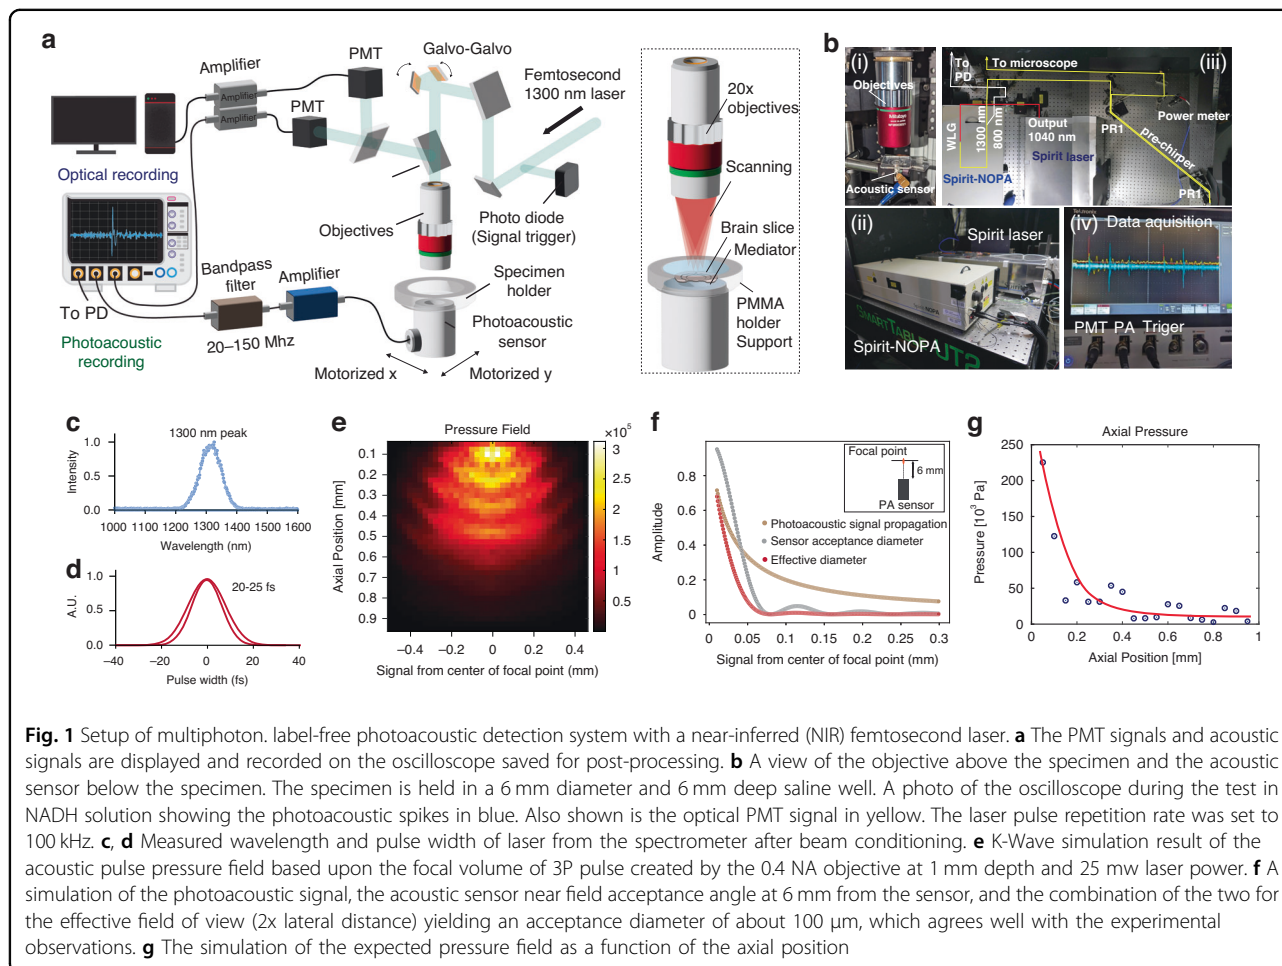 a
PMT
Galvo-Galvo
Amplifier
Amplifier
Amplifier
PMT
Femtosecond
1300 nm laser
Optical recording
Objectives
Photo diode
(Signal trigger)
Bandpass
filter
Amplifier
Specimen
holder
To PD
Photoacoustic
recording
20–150 Mhz
Photoacoustic
sensor
Motorized x
Motorized y
20x
objectives
Scanning
Brain slice
Mediator
PMMA
holder
Support
b
(i)
Objectives
Acoustic sensor
(iii)
To PD
To microscope
WLG
1300 nm
800 nm
Output
1040 nm
PR1
Power meter
pre-chirper
Spirit laser
Spirit-NOPA
PR1
(ii)
Spirit laser
Spirit-NOPA
(iv)
Data aquisition
PMT PA Triger
c
1300 nm peak
Intensity
1.0
0.5
0.0
1000 1100 1200 1300 1400 1500 1600
Wavelength (nm)
d
20-25 fs
A.U.
1.0
0.5
0.0
−40 −20 0 20 40
Pulse width (fs)
e
Pressure Field
×10⁵
Axial Position [mm]
0.1
0.2
0.3
0.4
0.5
0.6
0.7
0.8
0.9
3
2.5
2
1.5
1
0.5
−0.4 −0.2 0 0.2 0.4
Signal from center of focal point (mm)
f
Focal point
6 mm
PA sensor
Photoacoustic signal propagation
Sensor acceptance diameter
Effective diameter
Amplitude
0.8
0.6
0.4
0.2
0
0 0.05 0.1 0.15 0.2 0.25 0.3
Signal from center of focal point (mm)
g
Axial Pressure
Pressure [10³ Pa]
250
200
150
100
50
0
0 0.2 0.4 0.6 0.8 1
Axial Position [mm]
Fig. 1 Setup of multiphoton. label-free photoacoustic detection system with a near-inferred (NIR) femtosecond laser. a The PMT signals and acoustic
signals are displayed and recorded on the oscilloscope saved for post-processing. b A view of the objective above the specimen and the acoustic
sensor below the specimen. The specimen is held in a 6 mm diameter and 6 mm deep saline well. A photo of the oscilloscope during the test in
NADH solution showing the photoacoustic spikes in blue. Also shown is the optical PMT signal in yellow. The laser pulse repetition rate was set to
100 kHz. c, d Measured wavelength and pulse width of laser from the spectrometer after beam conditioning. e K-Wave simulation result of the
acoustic pulse pressure field based upon the focal volume of 3P pulse created by the 0.4 NA objective at 1 mm depth and 25 mw laser power. f A
simulation of the photoacoustic signal, the acoustic sensor near field acceptance angle at 6 mm from the sensor, and the combination of the two for
the effective field of view (2x lateral distance) yielding an acceptance diameter of about 100 µm, which agrees well with the experimental
observations. g The simulation of the expected pressure field as a function of the axial position